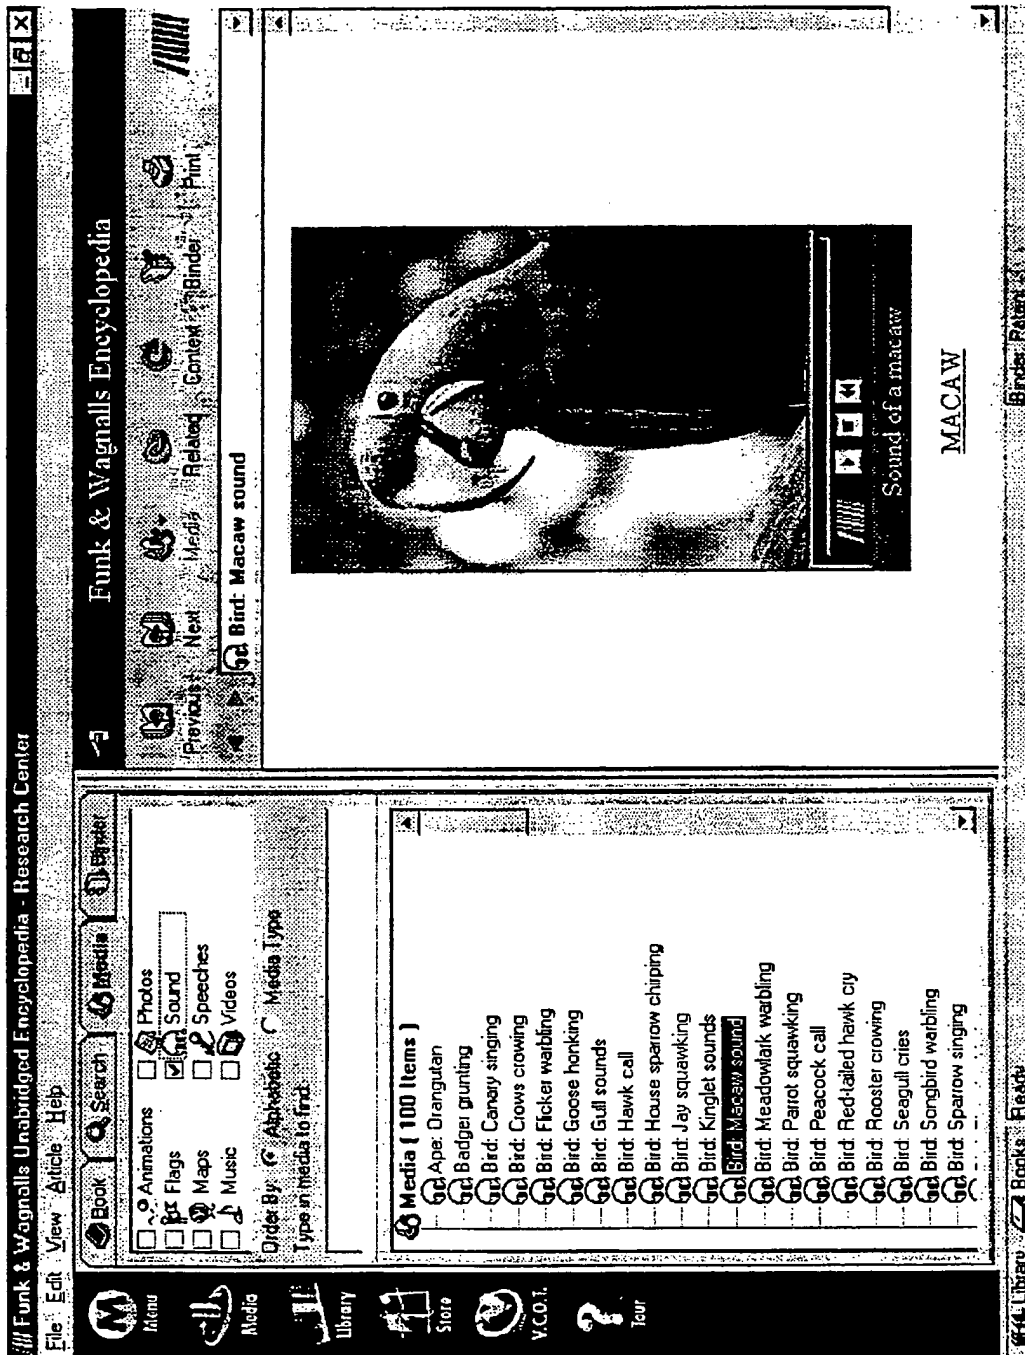 Funk & Wagnalls Unabridged Encyclopedia - Research Center
File Edit View Article Help
Menu
Media
Library
Store
V.C.O.T.
Tour
Book Search Media Binder
Animations Photos
Flags Sound
Maps Speeches
Music Videos
Order By Alphabetic Media Type
Type in media to find:
Media ( 100 Items )
Ape: Orangutan
Badger grunting
Bird: Canary singing
Bird: Crows crowing
Bird: Flicker warbling
Bird: Goose honking
Bird: Gull sounds
Bird: Hawk call
Bird: House sparrow chirping
Bird: Jay squawking
Bird: Kinglet sounds
Bird: Macaw sound
Bird: Meadowlark warbling
Bird: Parrot squawking
Bird: Peacock call
Bird: Red-tailed hawk cry
Bird: Rooster crowing
Bird: Seagull cries
Bird: Songbird warbling
Bird: Sparrow singing
Funk & Wagnalls Encyclopedia
Previous Next Media Related Context Binder Print
Bird: Macaw sound
Sound of a macaw
MACAW
Library Books Ready Binder: Patent